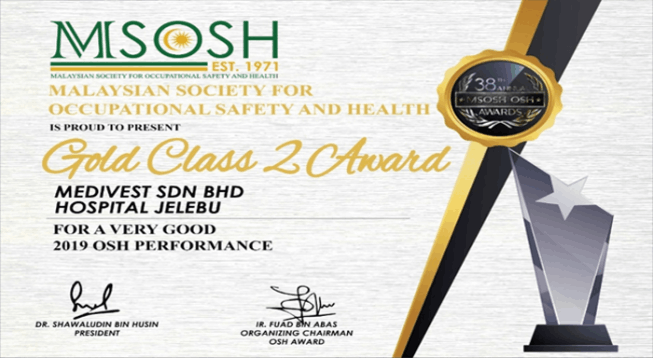 MSOSH
EST. 1971
MALAYSIAN SOCIETY FOR OCCUPATIONAL SAFETY AND HEALTH
MALAYSIAN SOCIETY FOR
OCCUPATIONAL SAFETY AND HEALTH
IS PROUD TO PRESENT
Gold Class 2 Award
MEDIVEST SDN BHD
HOSPITAL JELEBU
FOR A VERY GOOD
2019 OSH PERFORMANCE
DR. SHAWALUDIN BIN HUSIN
PRESIDENT
IR. FUAD BIN ABAS
ORGANIZING CHAIRMAN
OSH AWARD
38
MSOSH OSH
AWARDS